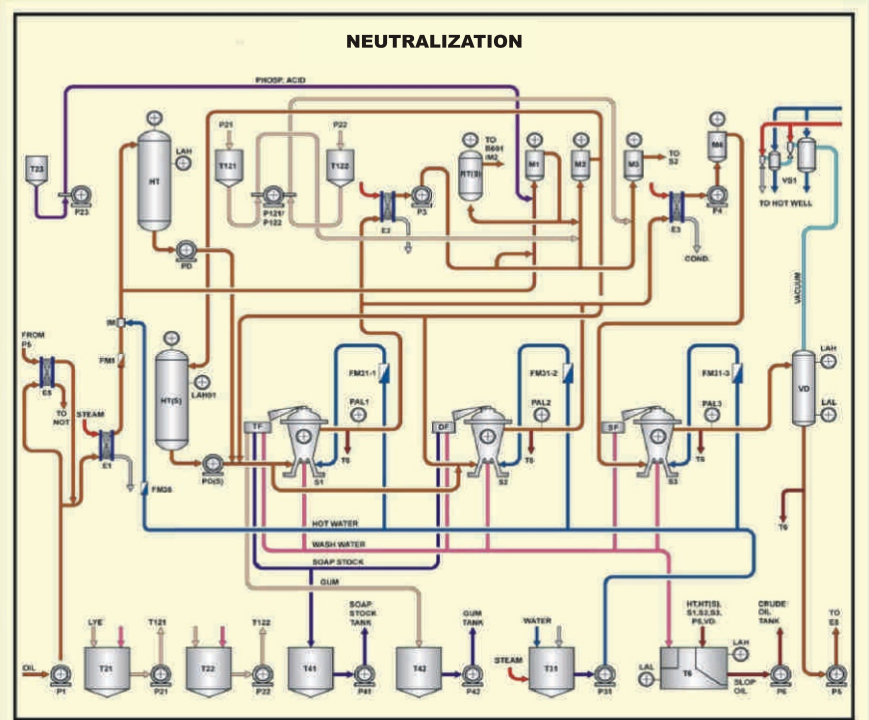 NEUTRALIZATION
PHOSP. ACID
P21
P22
TO
B601
IM2
T23
HT
LAH
T121
T122
RT(S)
M1
M2
M3
M4
TO
S2
VS1
TO HOT WELL
P23
P121/
P122
E2
P3
E3
P4
COND.
PD
VACUUM
IM
FROM
P5
FM1
E5
TO
HOT
STEAM
E1
FM35
HT(S)
LAH01
PD(S)
FM31-1
FM31-2
FM31-3
PAL1
PAL2
PAL3
TF
DF
SF
T6
T6
T6
S1
S2
S3
LAH
VD
LAL
T6
HOT WATER
WASH WATER
SOAP STOCK
GUM
OIL
P1
LYE
T21
T121
P21
T22
T122
P22
T41
SOAP
STOCK
TANK
P41
T42
GUM
TANK
P42
WATER
STEAM
T31
P31
HT,HT(S),
S1,S2,S3,
P5,VD.
LAL
T6
LAH
SLOP
OIL
CRUDE
OIL
TANK
P6
TO
E5
P5